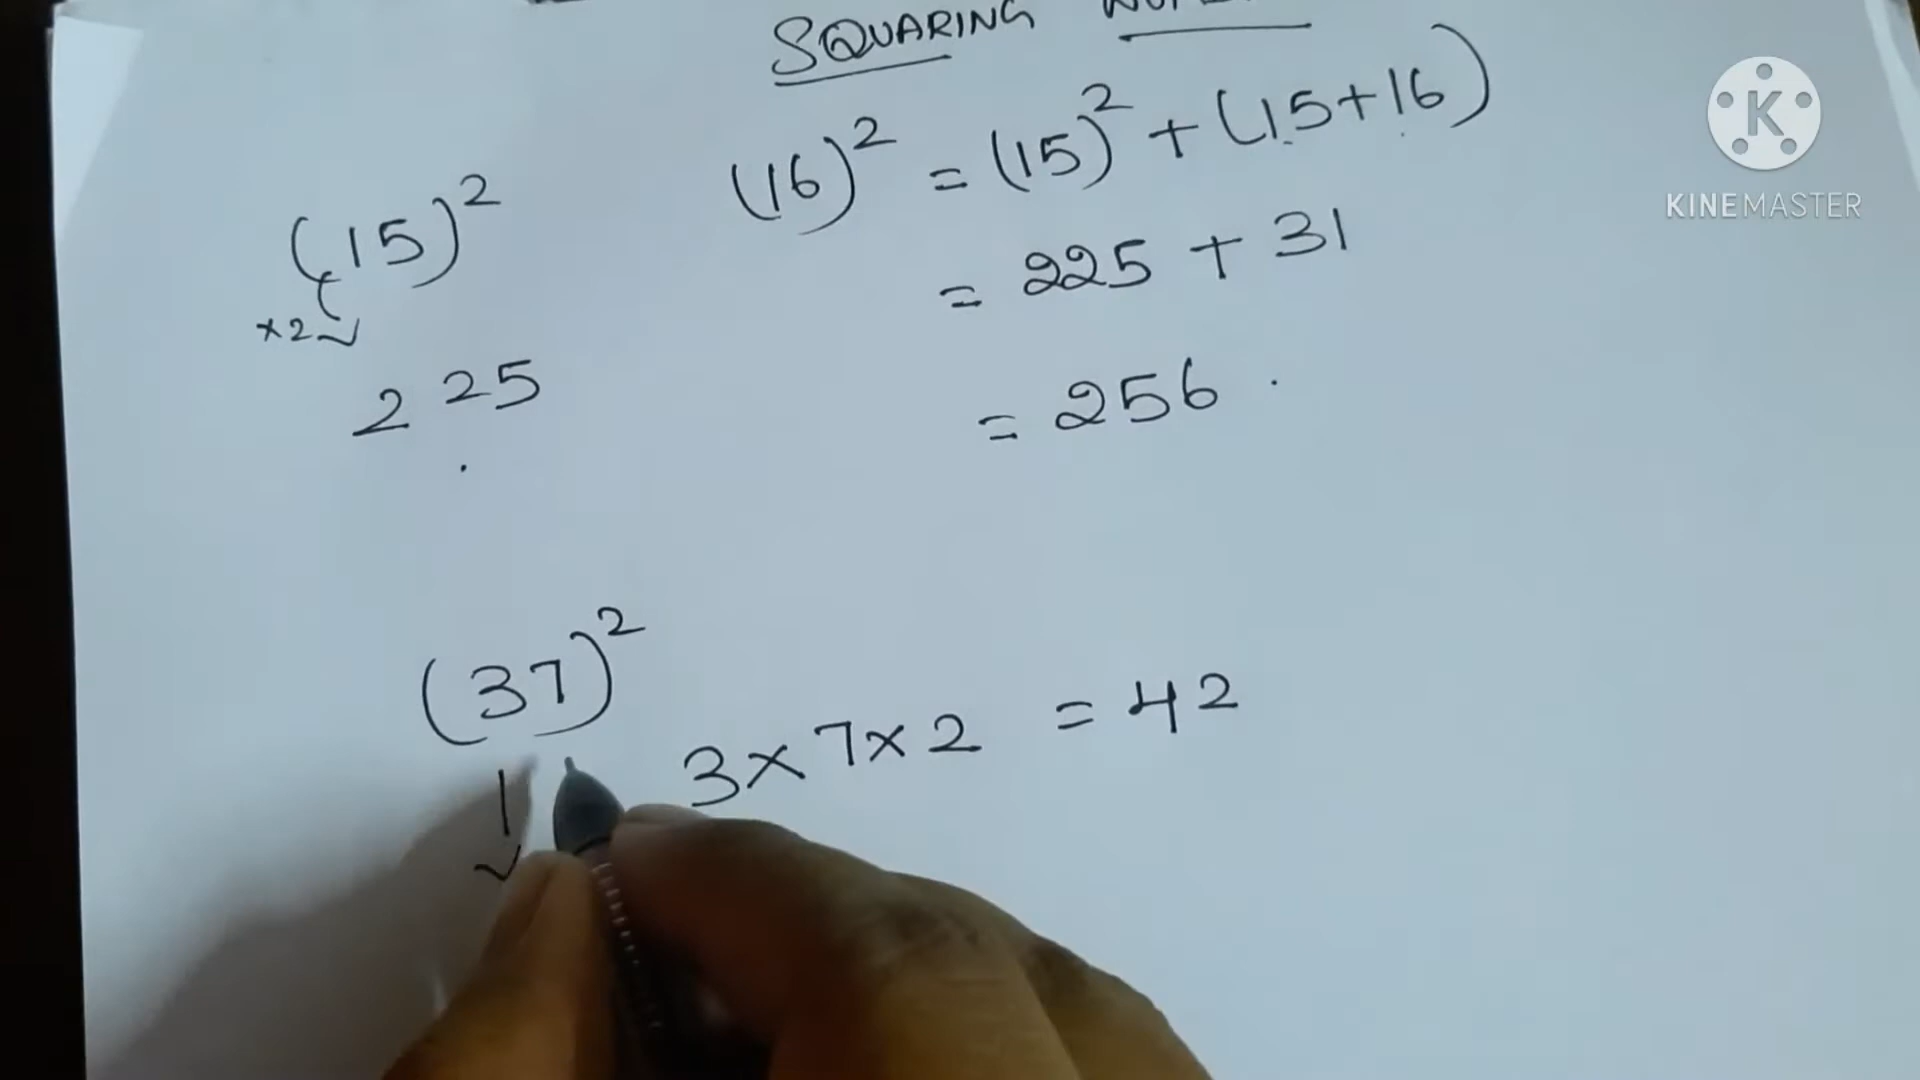 SQUARING
(15)²
×2
2 25
(16)² = (15)² + (15+16)
= 225 + 31
= 256
(37)²
3×7×2 = 42
K
KINEMASTER